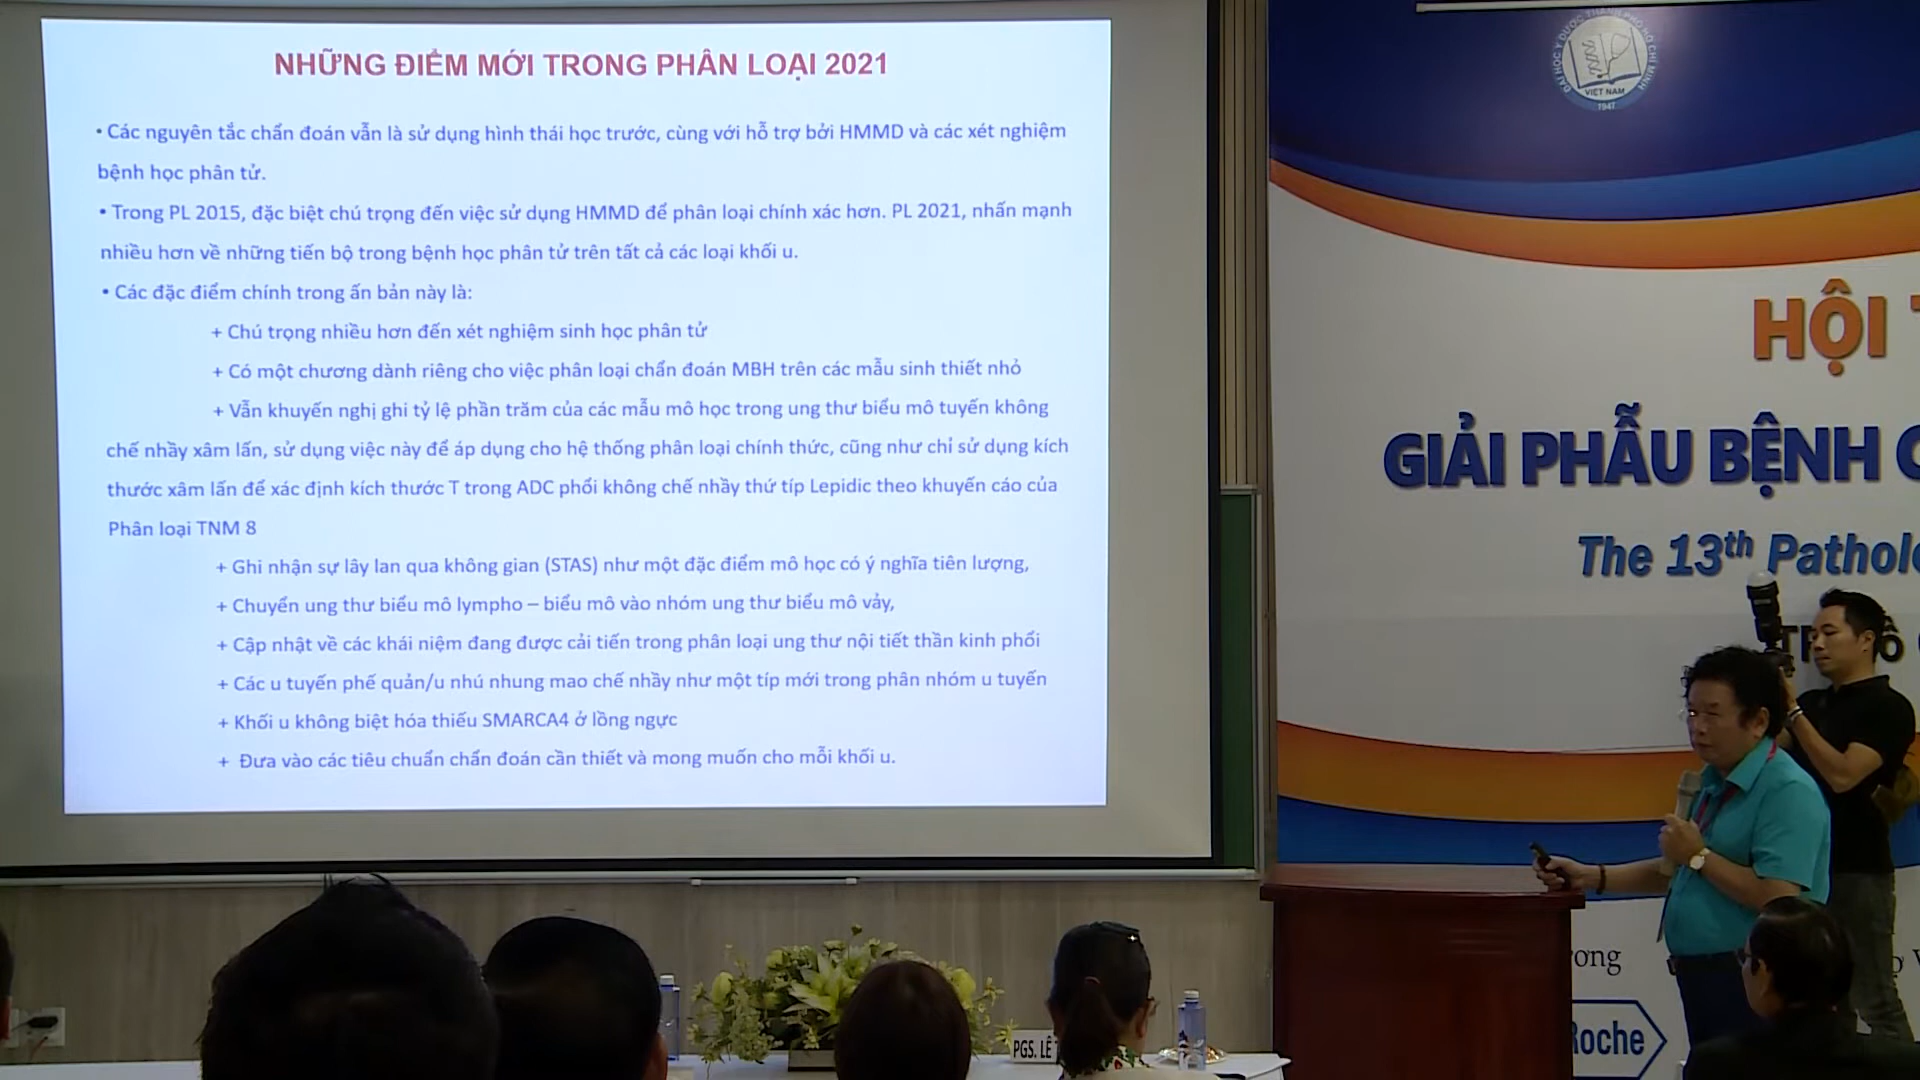 NHỮNG ĐIỂM MỚI TRONG PHÂN LOẠI 2021
• Các nguyên tắc chẩn đoán vẫn là sử dụng hình thái học trước, cùng với hỗ trợ bởi HMMD và các xét nghiệm
bệnh học phân tử.
• Trong PL 2015, đặc biệt chú trọng đến việc sử dụng HMMD để phân loại chính xác hơn. PL 2021, nhấn mạnh
nhiều hơn về những tiến bộ trong bệnh học phân tử trên tất cả các loại khối u.
• Các đặc điểm chính trong ấn bản này là:
+ Chú trọng nhiều hơn đến xét nghiệm sinh học phân tử
+ Có một chương dành riêng cho việc phân loại chẩn đoán MBH trên các mẫu sinh thiết nhỏ
+ Vẫn khuyến nghị ghi tỷ lệ phần trăm của các mẫu mô học trong ung thư biểu mô tuyến không
chế nhầy xâm lấn, sử dụng việc này để áp dụng cho hệ thống phân loại chính thức, cũng như chỉ sử dụng kích
thước xâm lấn để xác định kích thước T trong ADC phổi không chế nhầy thứ típ Lepidic theo khuyến cáo của
Phân loại TNM 8
+ Ghi nhận sự lây lan qua không gian (STAS) như một đặc điểm mô học có ý nghĩa tiên lượng,
+ Chuyển ung thư biểu mô lympho – biểu mô vào nhóm ung thư biểu mô vảy,
+ Cập nhật về các khái niệm đang được cải tiến trong phân loại ung thư nội tiết thần kinh phổi
+ Các u tuyến phế quản/u nhú nhung mao chế nhầy như một típ mới trong phân nhóm u tuyến
+ Khối u không biệt hóa thiếu SMARCA4 ở lồng ngực
+ Đưa vào các tiêu chuẩn chẩn đoán cần thiết và mong muốn cho mỗi khối u.
ĐẠI HỌC Y DƯỢC THÀNH PHỐ HỒ CHÍ MINH
VIỆT NAM
1947
HỘI
GIẢI PHẪU BỆNH
The 13th Pathol
PGS. LÊ
Roche